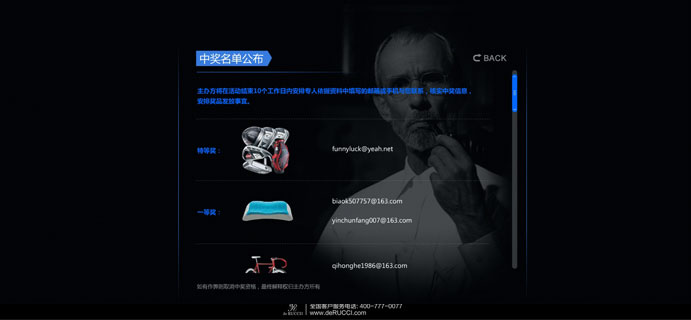 中奖名单公布
BACK
主办方将在活动结束10个工作日内安排专人依据资料中填写的邮箱或手机与您联系，核实中奖信息，
安排奖品发放事宜。
特等奖：
funnyluck@yeah.net
一等奖：
biaok507757@163.com
yinchunfang007@163.com
qihonghe1986@163.com
如有作弊则取消中奖资格，最终解释权归主办方所有
de RUCCI
全国客户服务电话: 400-777-0077
www.deRUCCI.com